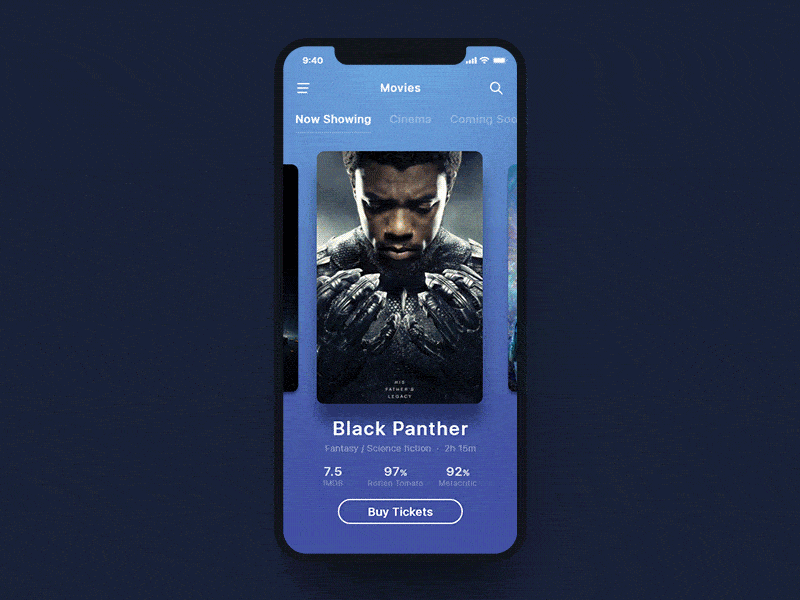 9:40
Movies
Now Showing Cinema Coming Soo
HIS
FATHER'S
LEGACY
Black Panther
Fantasy / Science fiction · 2h 15m
7.5 97% 92%
IMDB Rotten Tomato Metacritic
Buy Tickets